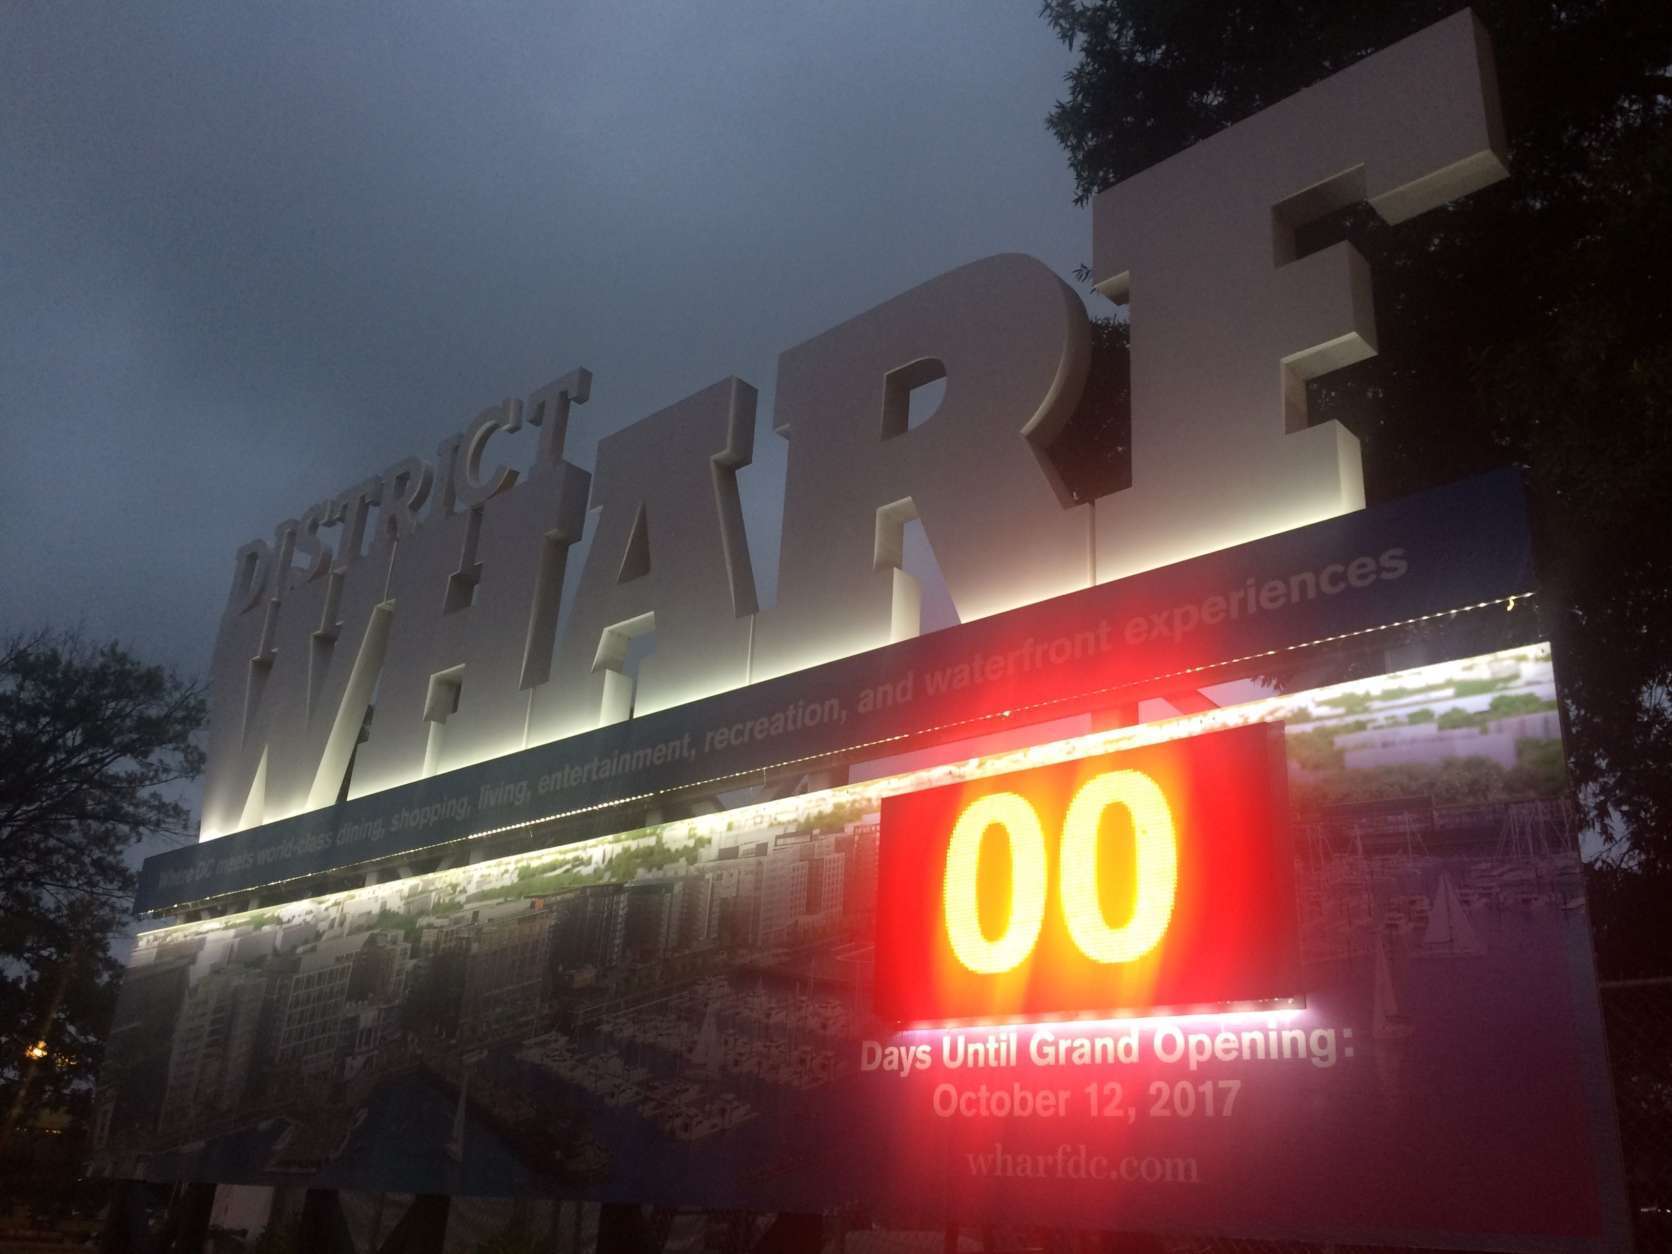 DISTRICT
WHARF
Where DC meets world-class dining, shopping, living, entertainment, recreation, and waterfront experiences
00
Days Until Grand Opening:
October 12, 2017
wharfdc.com